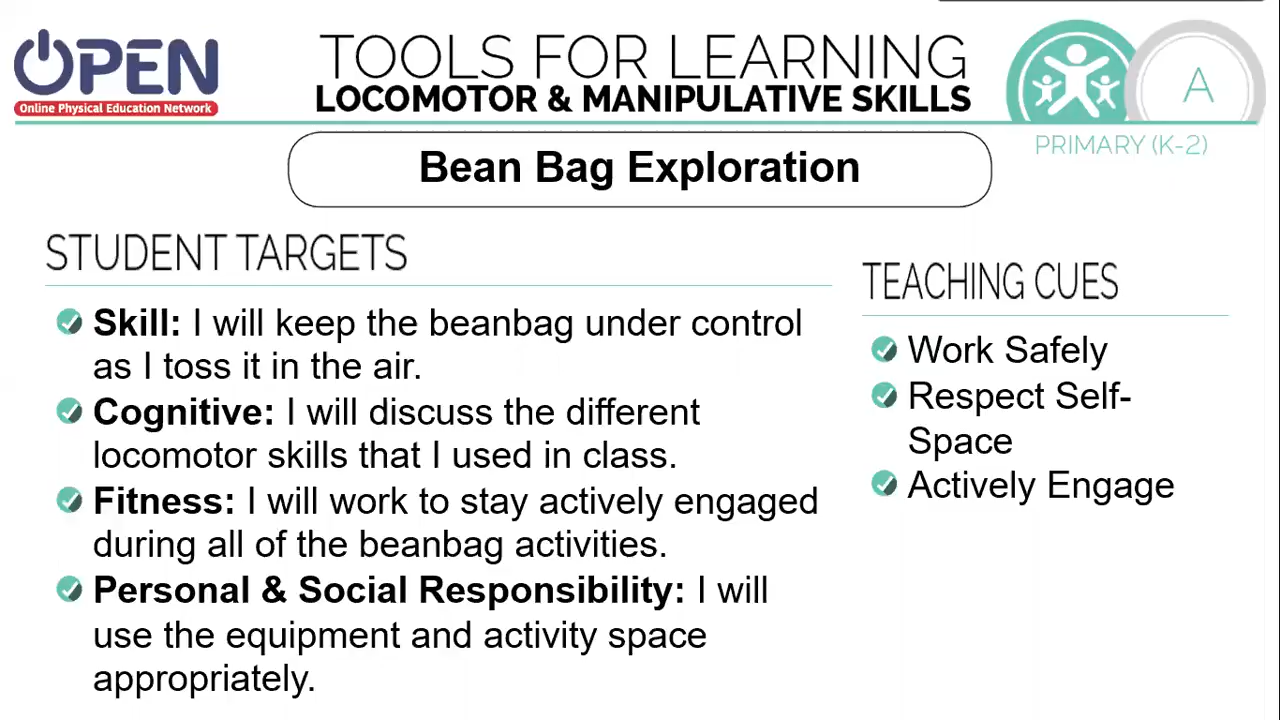 OPEN
Online Physical Education Network
TOOLS FOR LEARNING
LOCOMOTOR & MANIPULATIVE SKILLS
A
PRIMARY (K-2)
Bean Bag Exploration
STUDENT TARGETS
Skill: I will keep the beanbag under control
as I toss it in the air.
Cognitive: I will discuss the different
locomotor skills that I used in class.
Fitness: I will work to stay actively engaged
during all of the beanbag activities.
Personal & Social Responsibility: I will
use the equipment and activity space
appropriately.
TEACHING CUES
Work Safely
Respect Self-
Space
Actively Engage